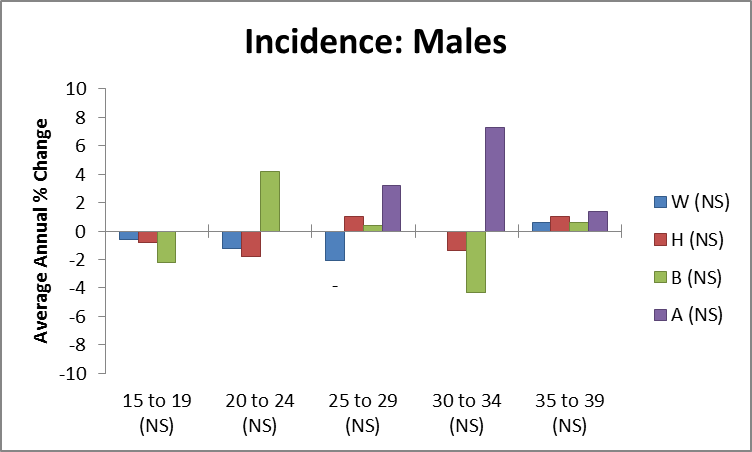 Incidence: Males
Average Annual % Change
10
8
6
4
2
0
-2
-4
-6
-8
-10
-
15 to 19 (NS)
20 to 24 (NS)
25 to 29 (NS)
30 to 34 (NS)
35 to 39 (NS)
W (NS)
H (NS)
B (NS)
A (NS)